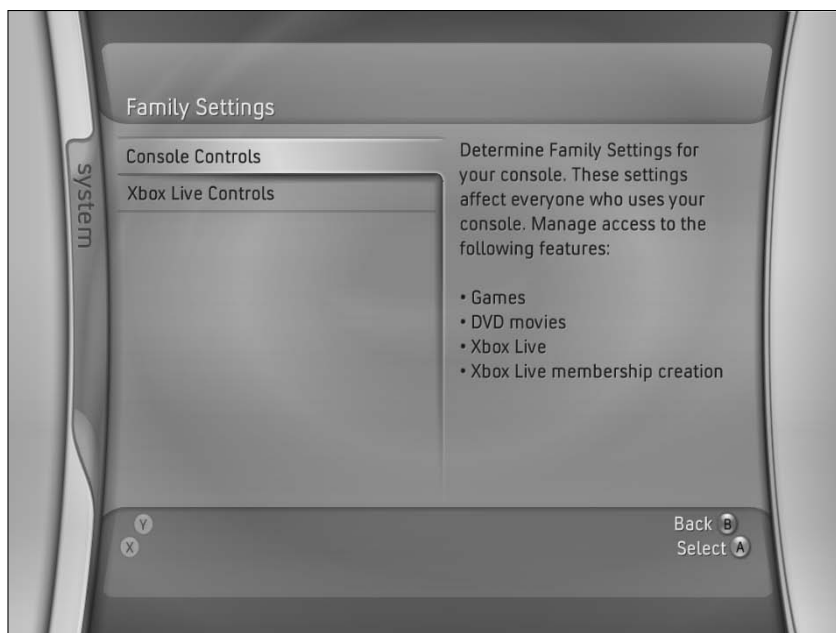 Family Settings
system
Console Controls
Xbox Live Controls
Determine Family Settings for
your console. These settings
affect everyone who uses your
console. Manage access to the
following features:
• Games
• DVD movies
• Xbox Live
• Xbox Live membership creation
Y
X
Back B
Select A